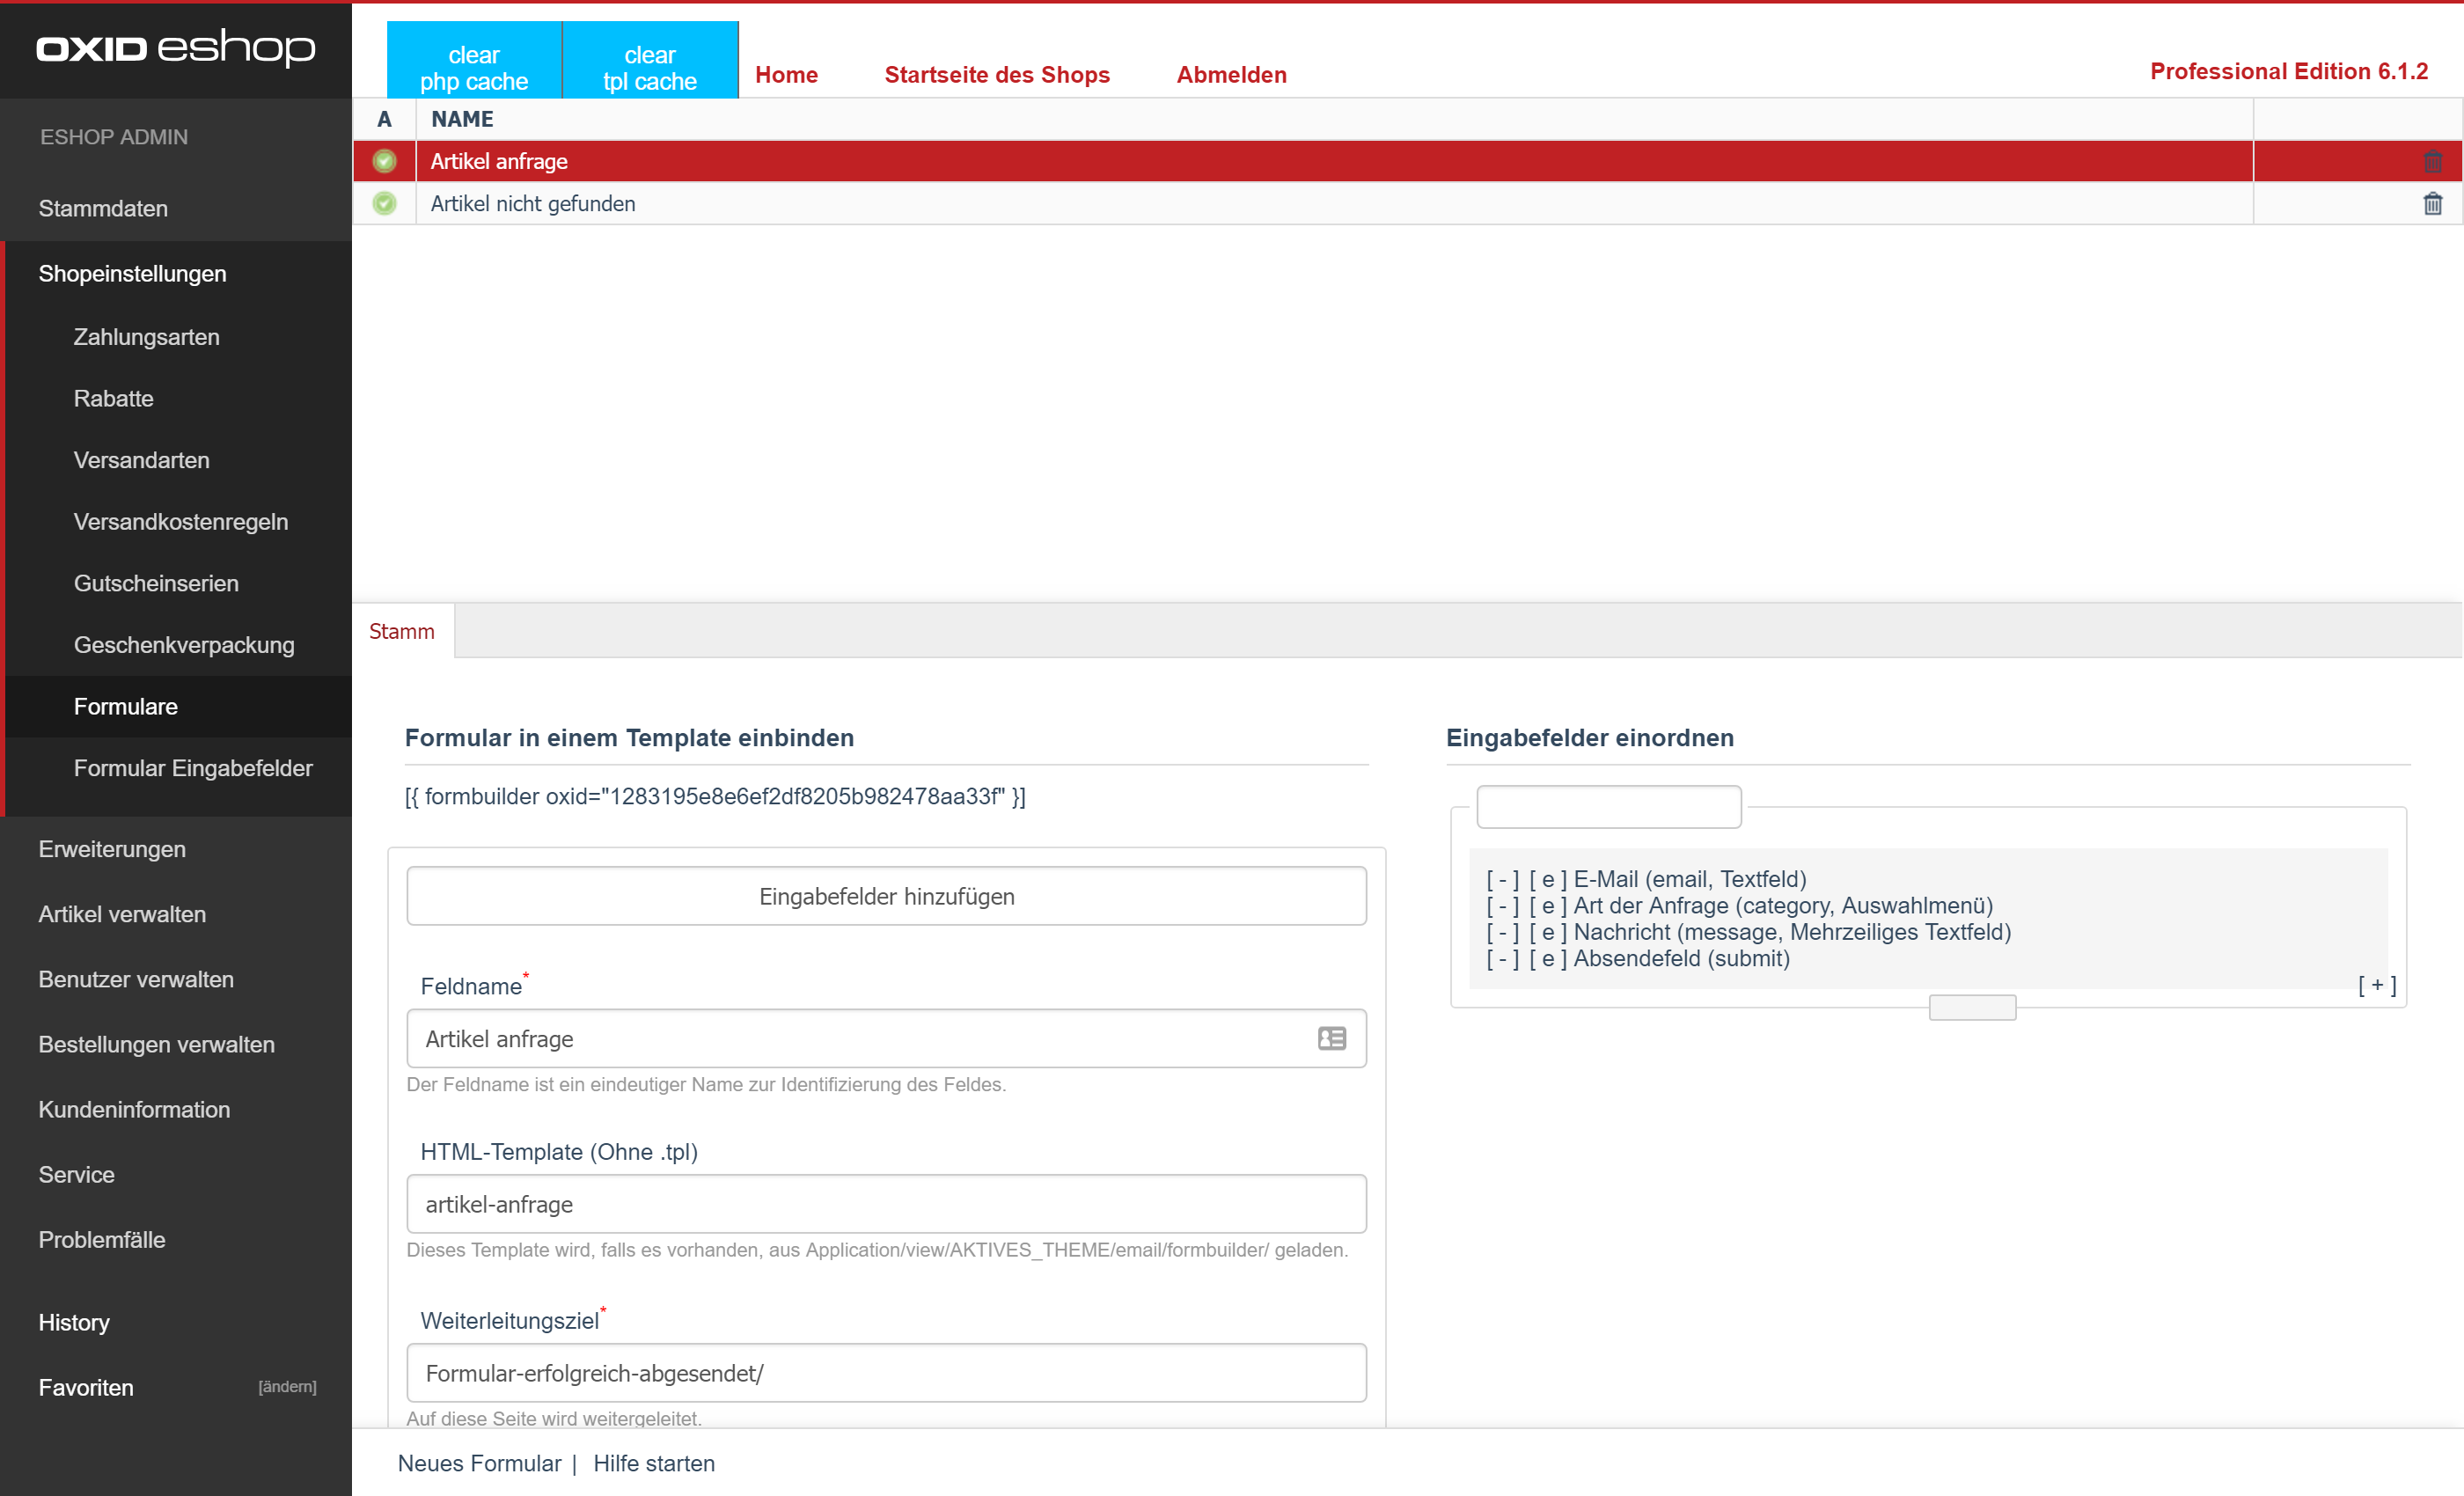 OXID eshop
ESHOP ADMIN
Stammdaten
Shopeinstellungen
Zahlungsarten
Rabatte
Versandarten
Versandkostenregeln
Gutscheinserien
Geschenkverpackung
Formulare
Formular Eingabefelder
Erweiterungen
Artikel verwalten
Benutzer verwalten
Bestellungen verwalten
Kundeninformation
Service
Problemfälle
History
Favoriten [ändern]
clear
php cache
clear
tpl cache
Home Startseite des Shops Abmelden
Professional Edition 6.1.2
A NAME
Artikel anfrage
Artikel nicht gefunden
Stamm
Formular in einem Template einbinden
[{ formbuilder oxid="1283195e8e6ef2df8205b982478aa33f" }]
Eingabefelder hinzufügen
Feldname*
Artikel anfrage
Der Feldname ist ein eindeutiger Name zur Identifizierung des Feldes.
HTML-Template (Ohne .tpl)
artikel-anfrage
Dieses Template wird, falls es vorhanden, aus Application/view/AKTIVES_THEME/email/formbuilder/ geladen.
Weiterleitungsziel*
Formular-erfolgreich-abgesendet/
Auf diese Seite wird weitergeleitet.
Eingabefelder einordnen
[ - ] [ e ] E-Mail (email, Textfeld)
[ - ] [ e ] Art der Anfrage (category, Auswahlmenü)
[ - ] [ e ] Nachricht (message, Mehrzeiliges Textfeld)
[ - ] [ e ] Absendefeld (submit)
[ + ]
Neues Formular | Hilfe starten